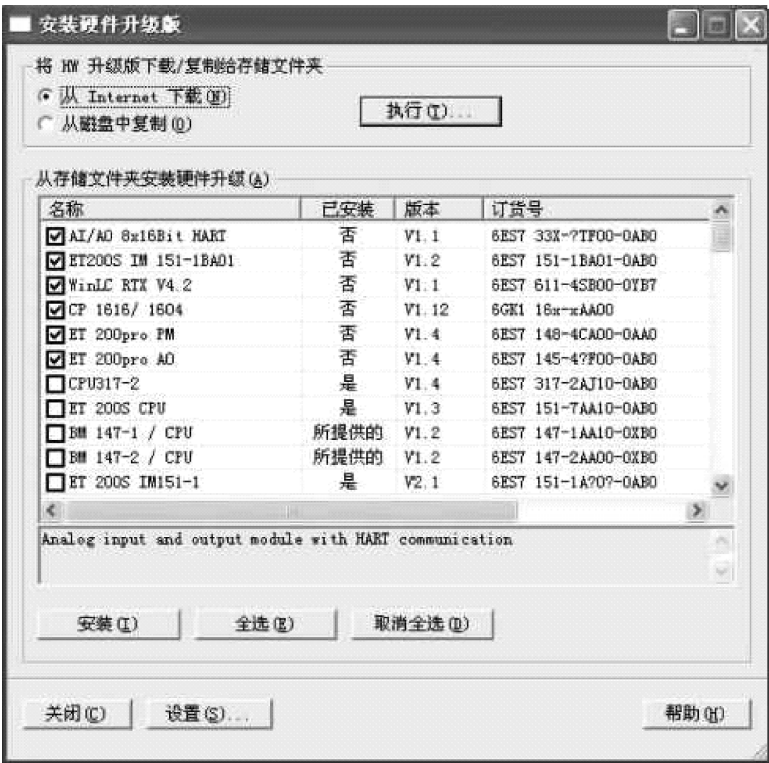 安装硬件升级版
将 HW 升级版下载/复制给存储文件夹
从 Internet 下载(N)
从磁盘中复制(O)
执行(T)...
从存储文件夹安装硬件升级(A)
名称 已安装 版本 订货号
AI/AO 8x16Bit HART 否 V1.1 6ES7 33X-?TF00-0AB0
ET200S IM 151-1BA01 否 V1.2 6ES7 151-1BA01-0AB0
WinLC RTX V4.2 否 V1.1 6ES7 611-4SB00-0YB7
CP 1616/ 1604 否 V1.12 6GK1 16x-xAA00
ET 200pro PM 否 V1.4 6ES7 148-4CA00-0AA0
ET 200pro AO 否 V1.4 6ES7 145-4?F00-0AB0
CPU317-2 是 V1.4 6ES7 317-2AJ10-0AB0
ET 200S CPU 是 V1.3 6ES7 151-7AA10-0AB0
BM 147-1 / CPU 所提供的 V1.2 6ES7 147-1AA10-0XB0
BM 147-2 / CPU 所提供的 V1.2 6ES7 147-2AA00-0XB0
ET 200S IM151-1 是 V2.1 6ES7 151-1A?0?-0AB0
Analog input and output module with HART communication
安装(I) 全选(E) 取消全选(D)
关闭(C) 设置(S)... 帮助(H)